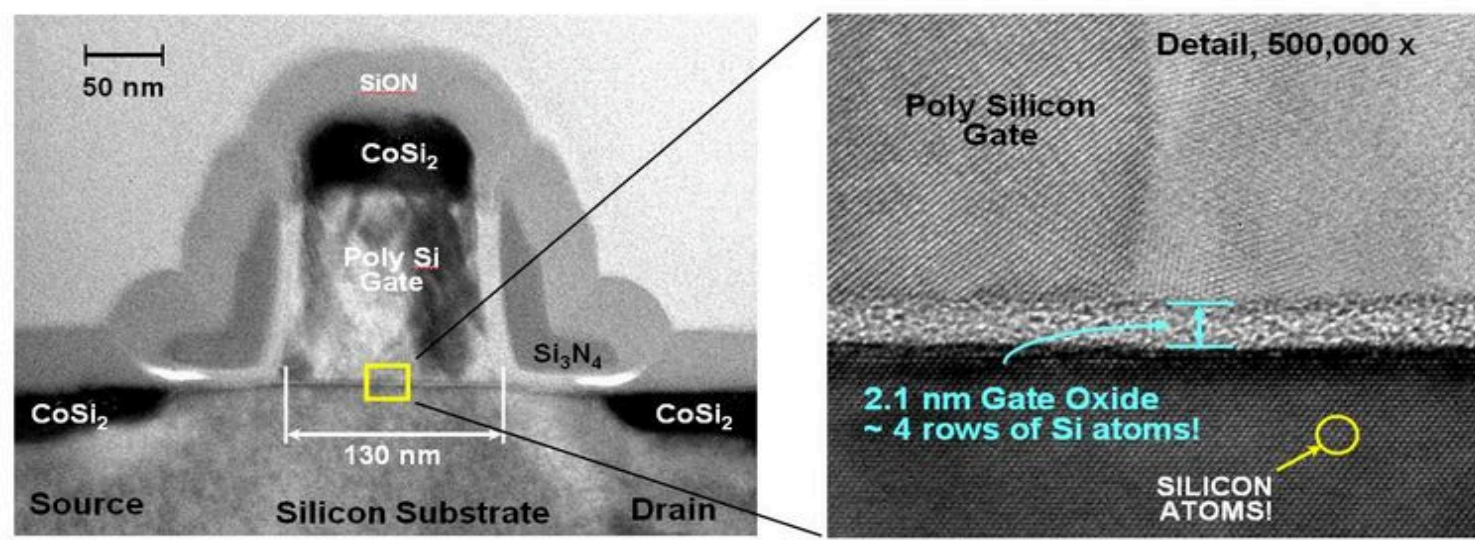 50 nm
SiON
CoSi₂
Poly Si
Gate
Si₃N₄
CoSi₂
CoSi₂
130 nm
Source
Silicon Substrate
Drain
Detail, 500,000 x
Poly Silicon
Gate
2.1 nm Gate Oxide
~ 4 rows of Si atoms!
SILICON
ATOMS!